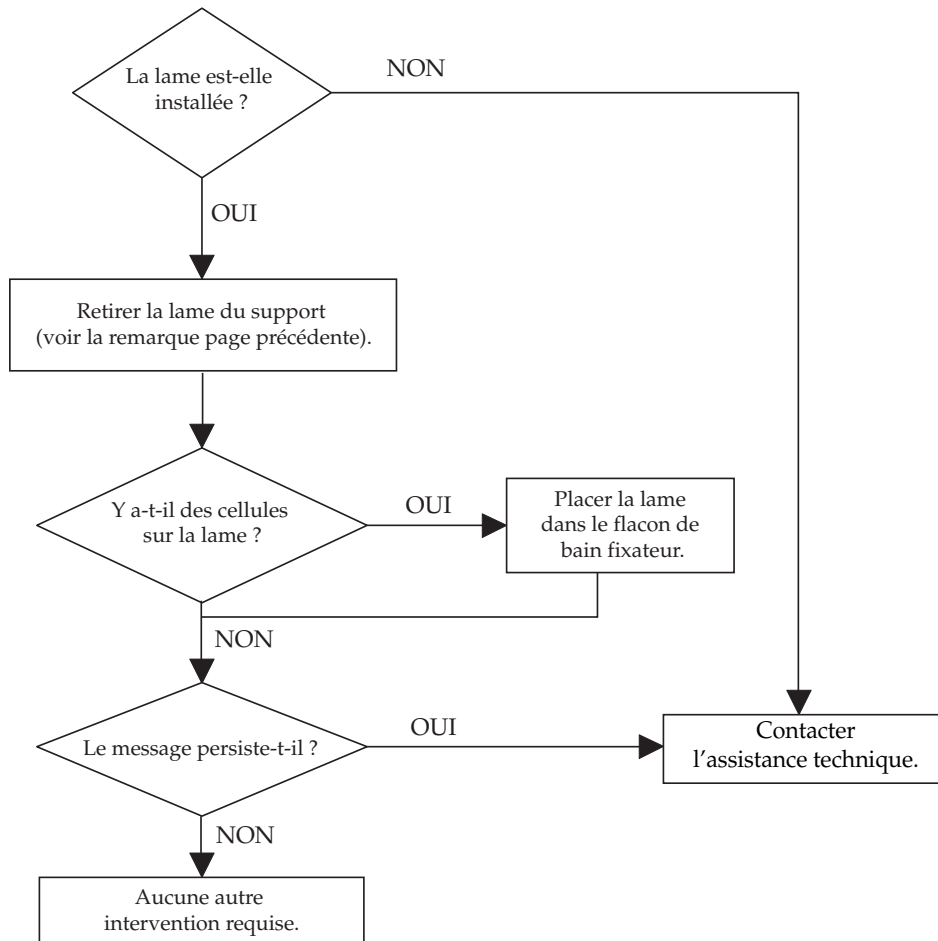 La lame est-elle
installée ?
NON
OUI
Retirer la lame du support
(voir la remarque page précédente).
Y a-t-il des cellules
sur la lame ?
OUI
Placer la lame
dans le flacon de
bain fixateur.
NON
Le message persiste-t-il ?
OUI
Contacter
l’assistance technique.
NON
Aucune autre
intervention requise.